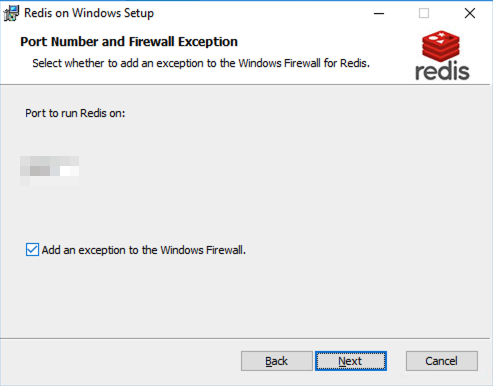 Redis on Windows Setup
Port Number and Firewall Exception
Select whether to add an exception to the Windows Firewall for Redis.
redis
Port to run Redis on:
Add an exception to the Windows Firewall.
Back
Next
Cancel